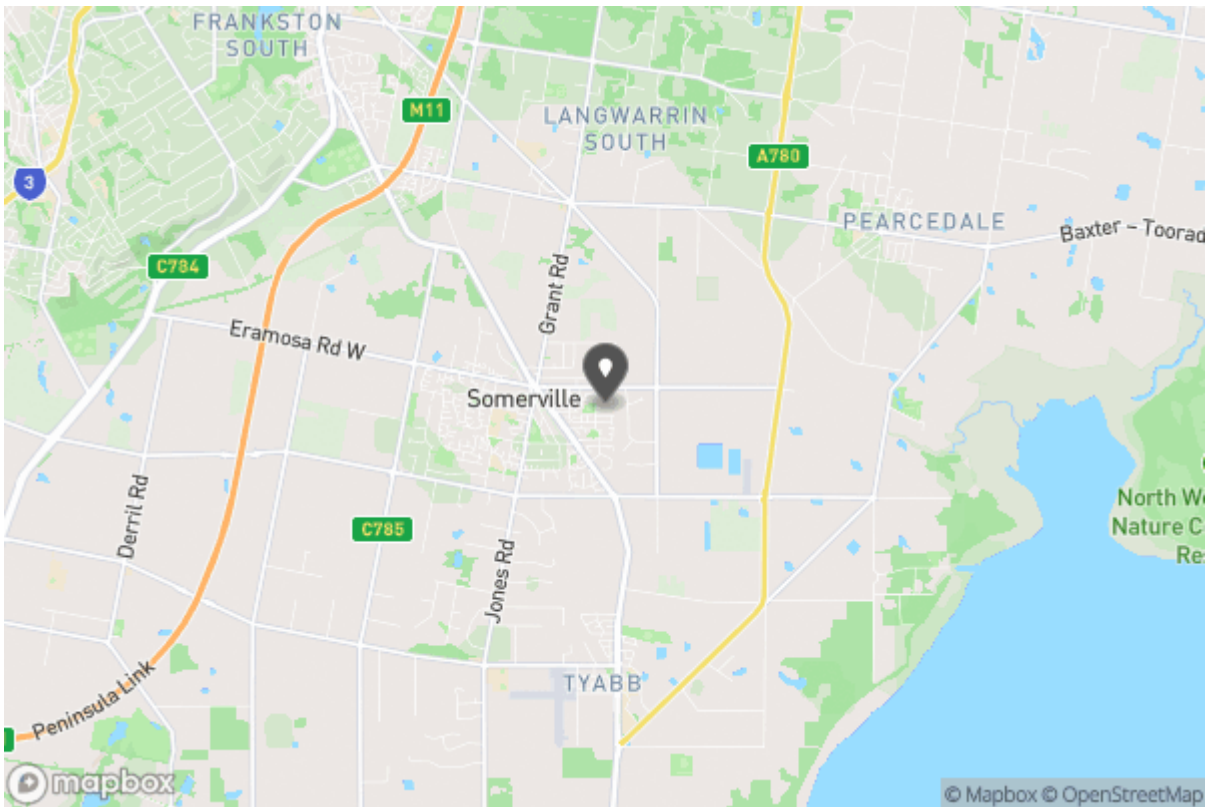 FRANKSTON
SOUTH
M11
LANGWARRIN
SOUTH
A780
3
PEARCEDALE
Baxter – Toorad
C784
Grant Rd
Eramosa Rd W
Somerville
North We
Nature C
Re
Derril Rd
C785
Jones Rd
TYABB
Peninsula Link
mapbox
© Mapbox © OpenStreetMap